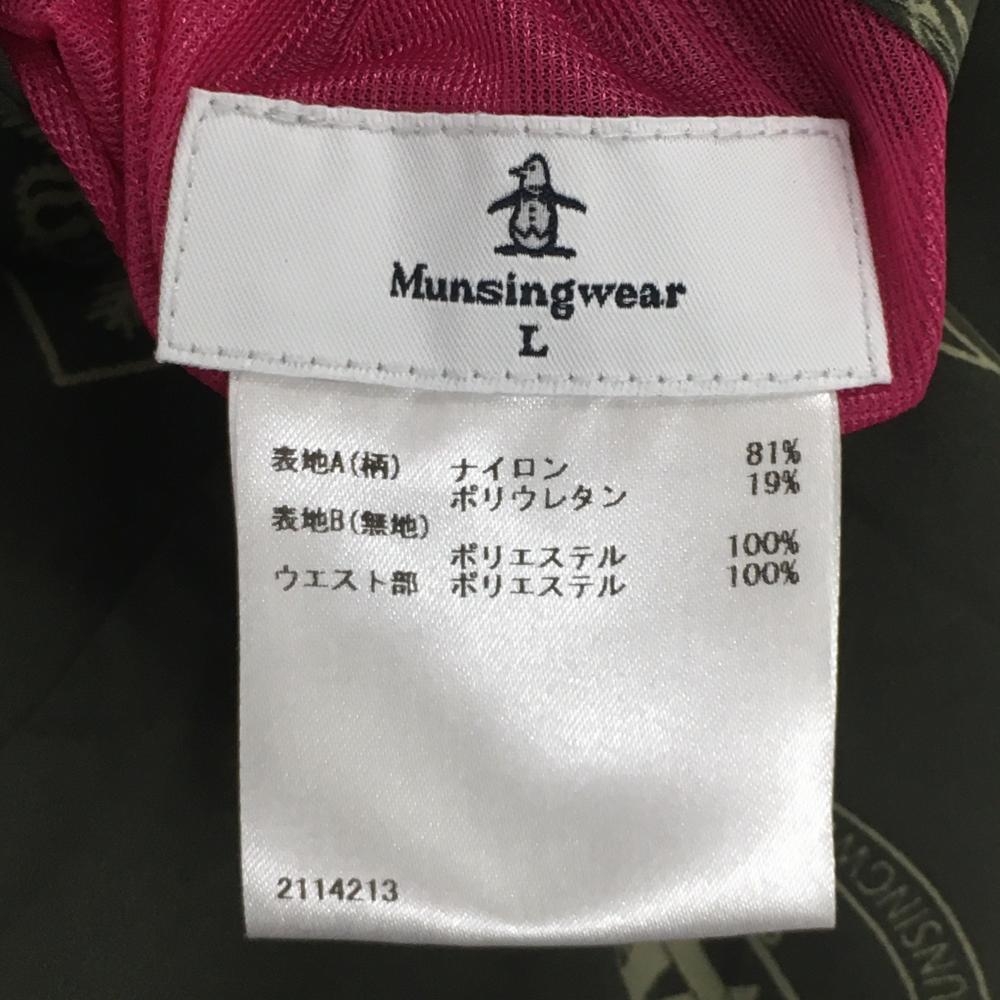 Munsingwear
L
表地A(柄) ナイロン 81%
ポリウレタン 19%
表地B(無地)
ポリエステル 100%
ウエスト部 ポリエステル 100%
2114213